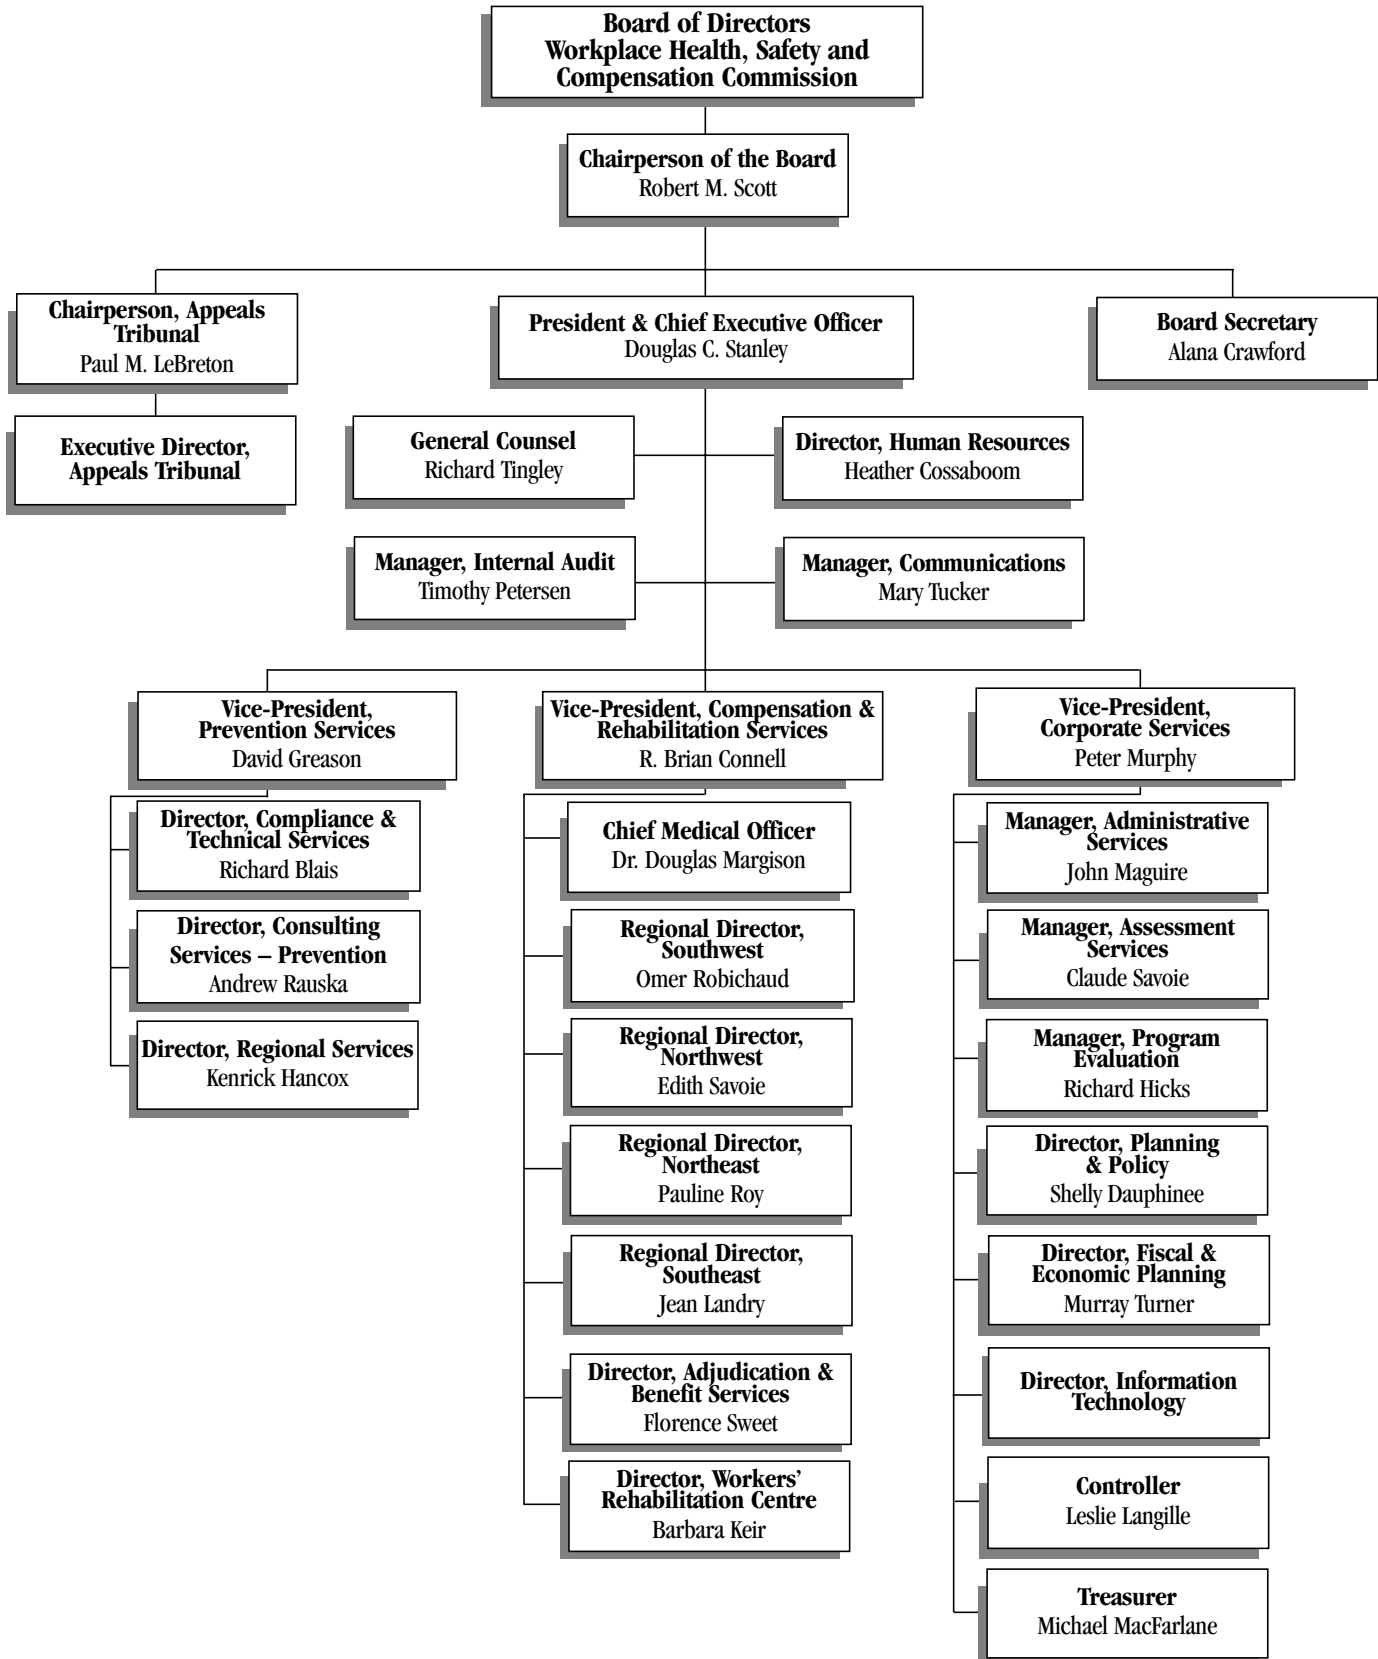 Board of Directors
Workplace Health, Safety and
Compensation Commission
Chairperson of the Board
Robert M. Scott
Chairperson, Appeals
Tribunal
Paul M. LeBreton
President & Chief Executive Officer
Douglas C. Stanley
Board Secretary
Alana Crawford
Executive Director,
Appeals Tribunal
General Counsel
Richard Tingley
Director, Human Resources
Heather Cossaboom
Manager, Internal Audit
Timothy Petersen
Manager, Communications
Mary Tucker
Vice-President,
Prevention Services
David Greason
Director, Compliance &
Technical Services
Richard Blais
Director, Consulting
Services – Prevention
Andrew Rauska
Director, Regional Services
Kenrick Hancox
Vice-President, Compensation &
Rehabilitation Services
R. Brian Connell
Chief Medical Officer
Dr. Douglas Margison
Regional Director,
Southwest
Omer Robichaud
Regional Director,
Northwest
Edith Savoie
Regional Director,
Northeast
Pauline Roy
Regional Director,
Southeast
Jean Landry
Director, Adjudication &
Benefit Services
Florence Sweet
Director, Workers’
Rehabilitation Centre
Barbara Keir
Vice-President,
Corporate Services
Peter Murphy
Manager, Administrative
Services
John Maguire
Manager, Assessment
Services
Claude Savoie
Manager, Program
Evaluation
Richard Hicks
Director, Planning
& Policy
Shelly Dauphinee
Director, Fiscal &
Economic Planning
Murray Turner
Director, Information
Technology
Controller
Leslie Langille
Treasurer
Michael MacFarlane